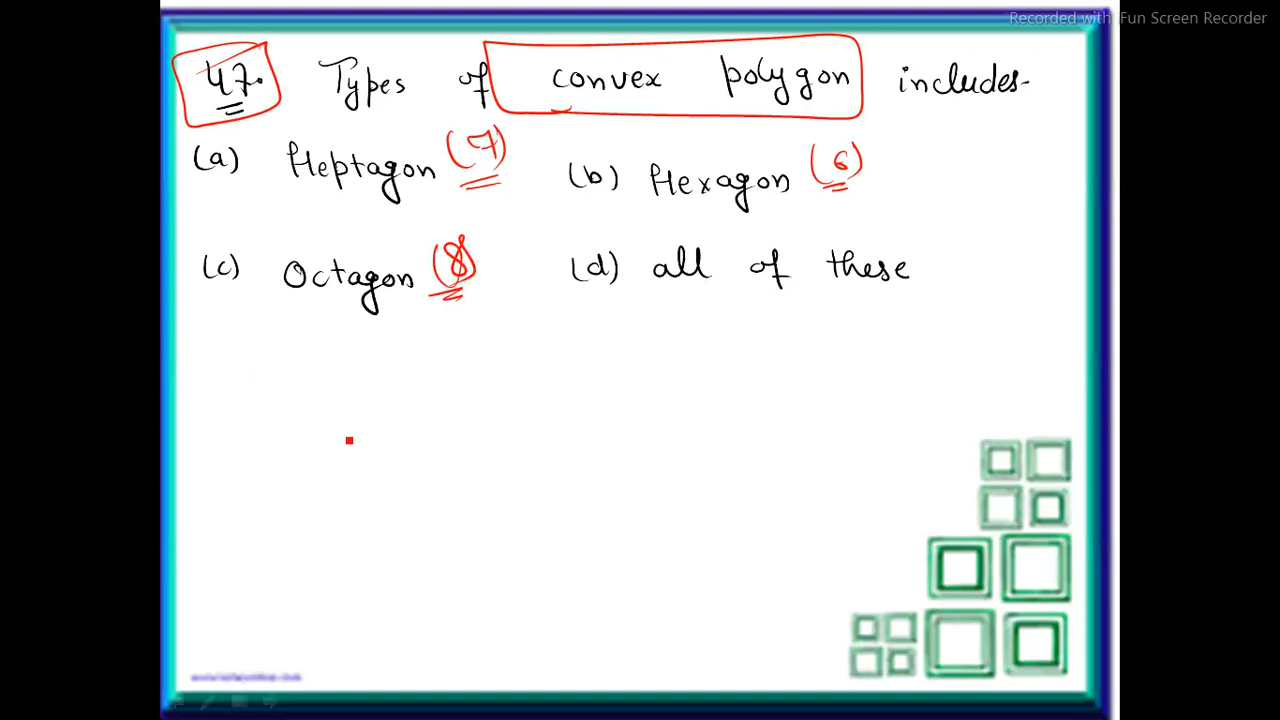 Recorded with Fun Screen Recorder
47. Types of convex polygon includes-
(a) Heptagon (7) (b) Hexagon (6)
(c) Octagon (8) (d) all of these